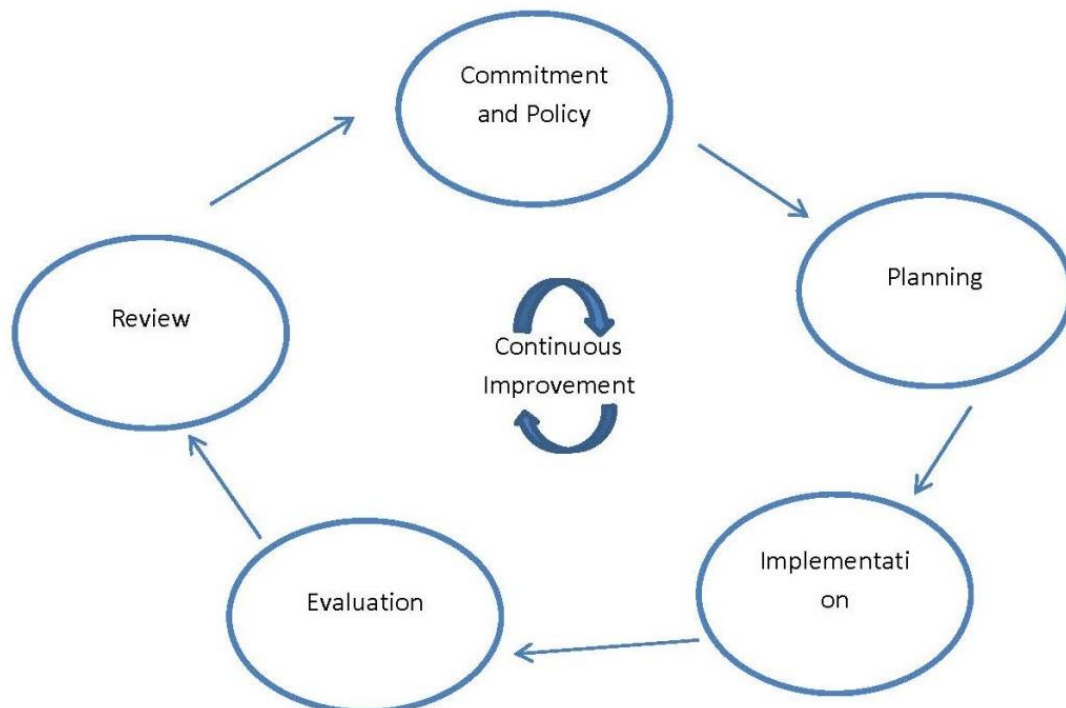 Commitment
and Policy
Planning
Review
Continuous
Improvement
Implementati
on
Evaluation